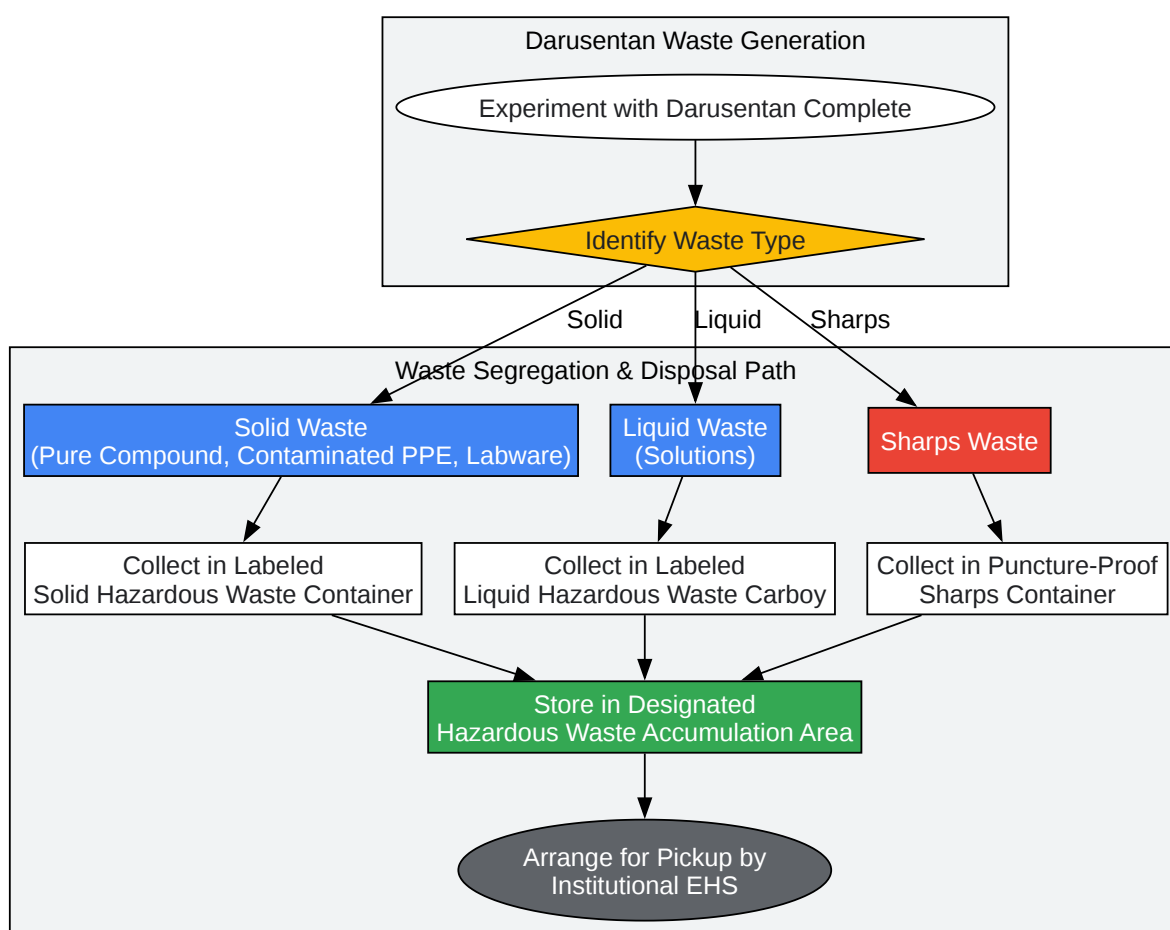 Darusentan Waste Generation
Experiment with Darusentan Complete
Identify Waste Type
Solid
Liquid
Sharps
Waste Segregation & Disposal Path
Solid Waste
(Pure Compound, Contaminated PPE, Labware)
Liquid Waste
(Solutions)
Sharps Waste
Collect in Labeled
Solid Hazardous Waste Container
Collect in Labeled
Liquid Hazardous Waste Carboy
Collect in Puncture-Proof
Sharps Container
Store in Designated
Hazardous Waste Accumulation Area
Arrange for Pickup by
Institutional EHS